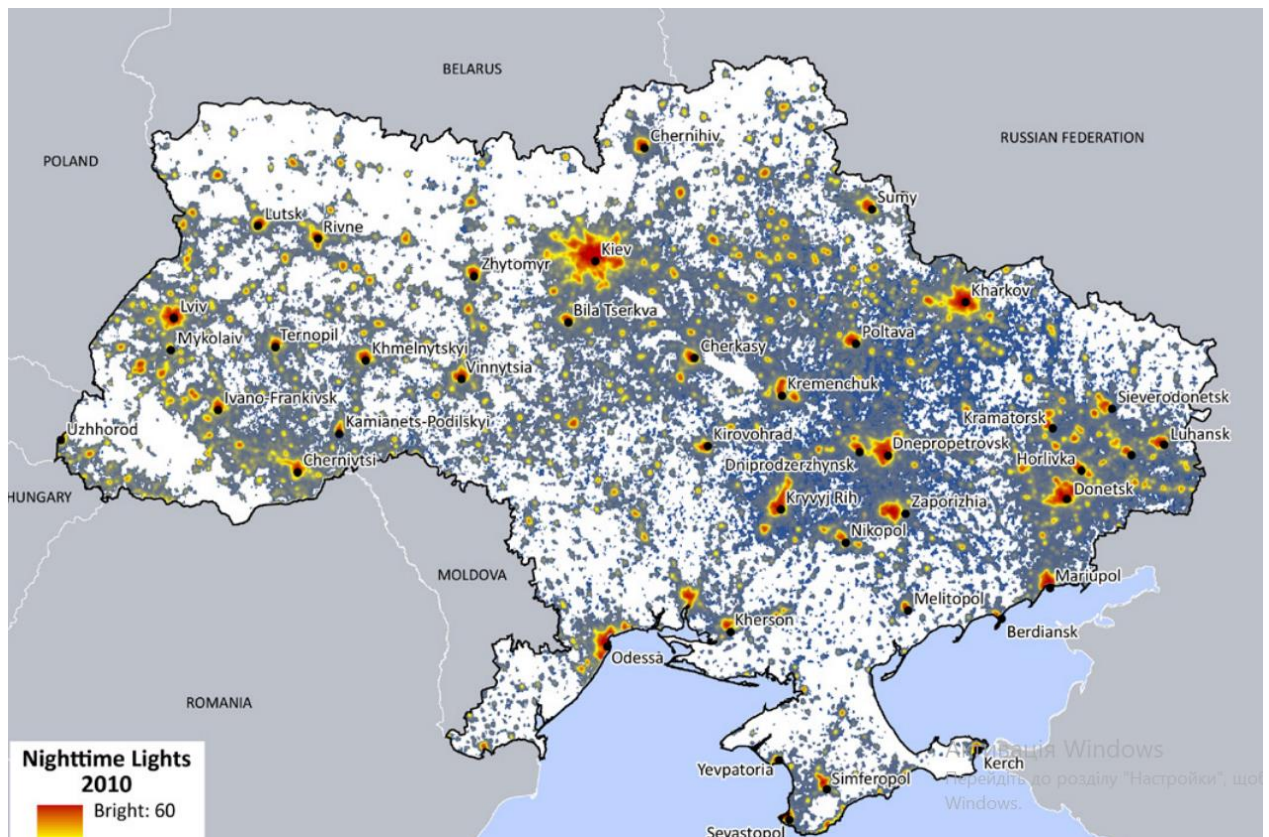 BELARUS
POLAND
RUSSIAN FEDERATION
Chernihiv
Sumy
Lutsk
Rivne
Kiev
Zhytomyr
Kharkov
Lviv
Bila Tserkva
Mykolaiv
Ternopil
Poltava
Khmelnytskyi
Cherkasy
Vinnytsia
Kremenchuk
Ivano-Frankivsk
Sieverodonetsk
Kramatorsk
Kamianets-Podilskyi
Uzhhorod
Kirovohrad
Dnepropetrovsk
Luhansk
Chernivtsi
Dniprodzerzhynsk
Horlivka
HUNGARY
Kryvyj Rih
Zaporizhia
Donetsk
Nikopol
MOLDOVA
Mariupol
Melitopol
Kherson
Berdiansk
Odessa
ROMANIA
Nighttime Lights
2010
Bright: 60
Yevpatoria
Simferopol
Kerch
Sevastopol
Активація Windows
Перейдіть до розділу "Настройки", щоб
Windows.